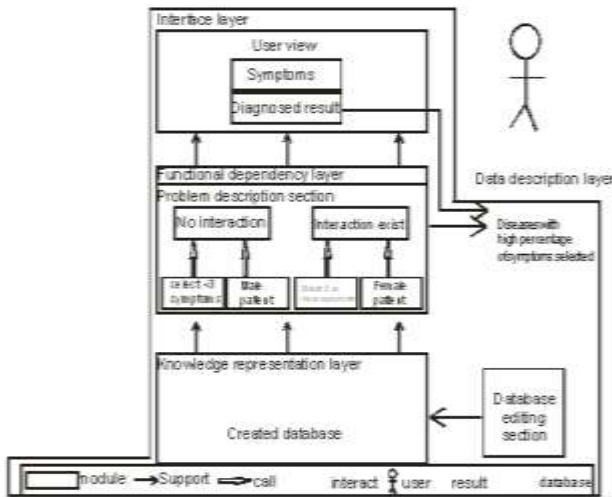 Interface layer
User view
Symptoms
Diagnosed result
Functional dependency layer
Data description layer
Problem description section
No interaction
Interaction exist
Diseases with
high percentage
of symptoms selected
select <3
symptoms
Male
patient
Female
patient
Knowledge representation layer
Created database
Database
editing
section
module
Support
call
interact
user
result
database